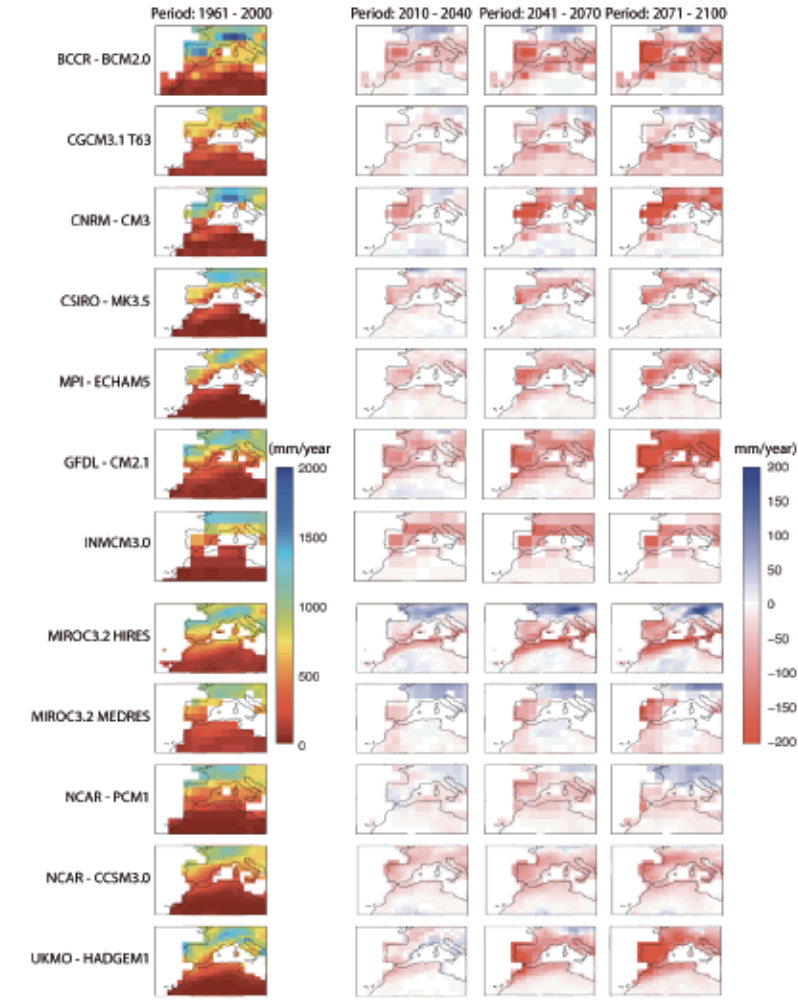 Period: 1961 - 2000 Period: 2010 - 2040 Period: 2041 - 2070 Period: 2071 - 2100
BCCR - BCM2.0
CGCM3.1 T63
CNRM - CM3
CSIRO - MK3.5
MPI - ECHAM5
GFDL - CM2.1
(mm/year
2000
1500
1000
500
0
mm/year)
200
150
100
50
0
-50
-100
-150
-200
INMCM3.0
MIROC3.2 HIRES
MIROC3.2 MEDRES
NCAR - PCM1
NCAR - CCSM3.0
UKMO - HADGEM1